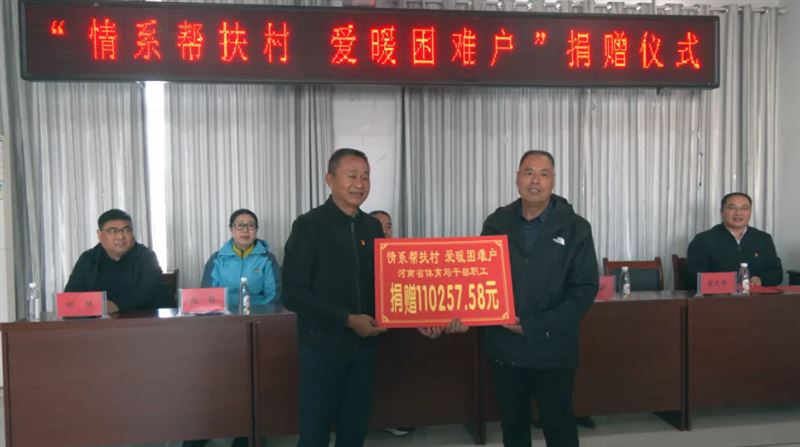 “情系帮扶村 爱暖困难户”捐赠仪式
情系帮扶村 爱暖困难户
河南省体育局干部职工
捐赠110257.58元